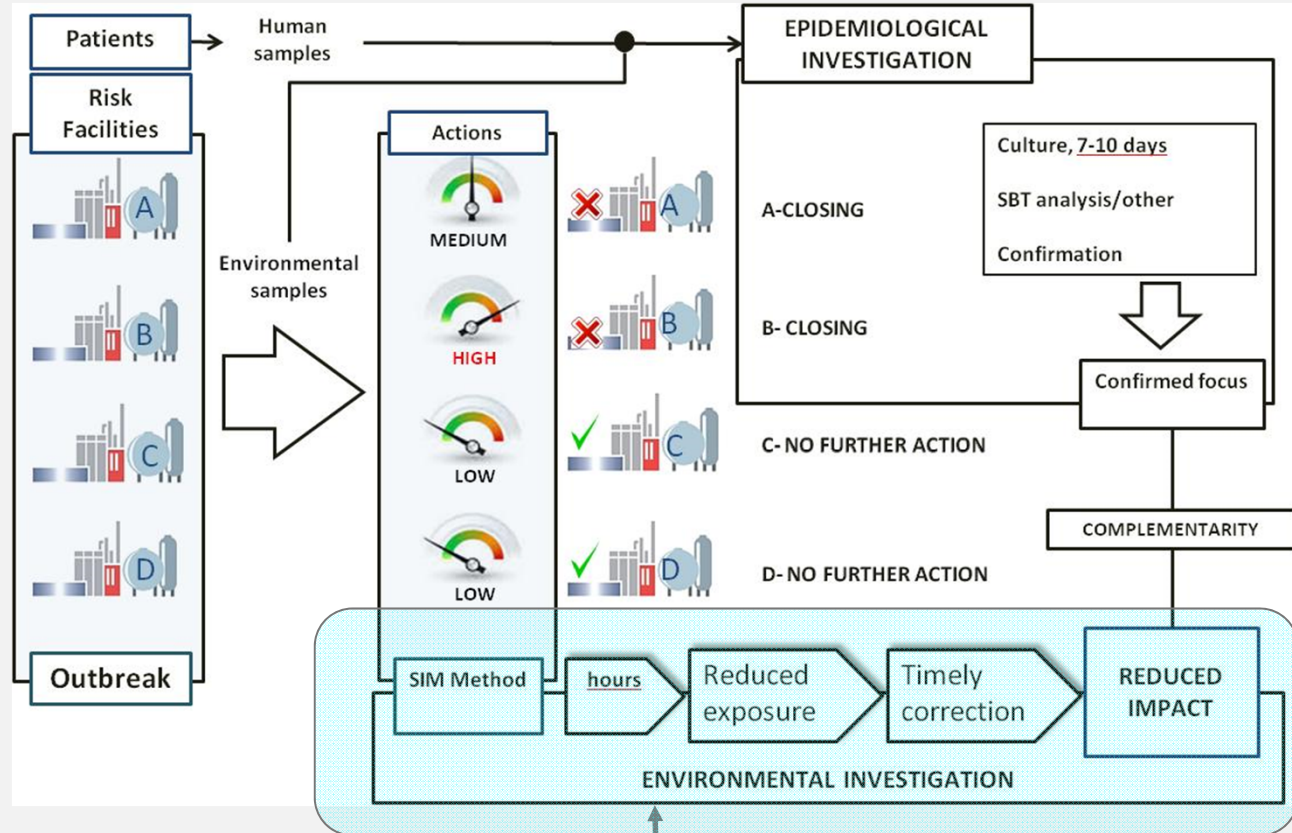 Patients
Human
samples
EPIDEMIOLOGICAL
INVESTIGATION
Risk
Facilities
Actions
Culture, 7-10 days
SBT analysis/other
Confirmation
A
MEDIUM
A
A-CLOSING
Environmental
samples
B
HIGH
B
B- CLOSING
Confirmed focus
C
LOW
C
C- NO FURTHER ACTION
COMPLEMENTARITY
D
LOW
D
D- NO FURTHER ACTION
Outbreak
SIM Method
hours
Reduced
exposure
Timely
correction
REDUCED
IMPACT
ENVIRONMENTAL INVESTIGATION